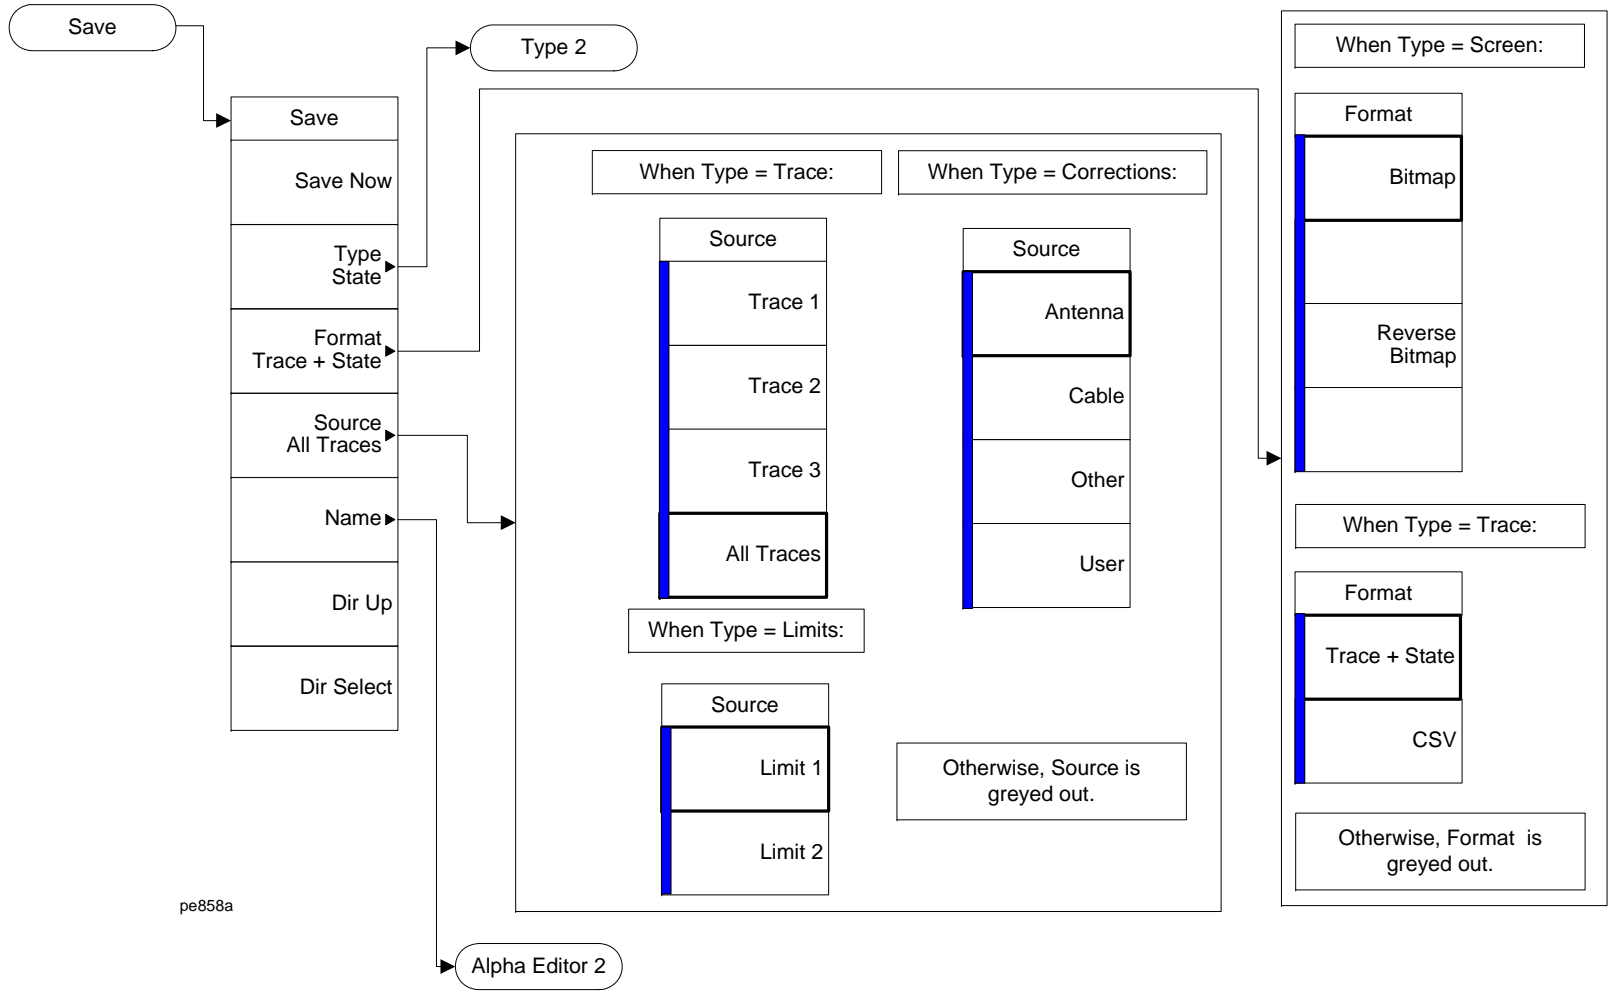 Save
Save
Save Now
Type
State
Format
Trace + State
Source
All Traces
Name
Dir Up
Dir Select
Type 2
When Type = Trace:
Source
Trace 1
Trace 2
Trace 3
All Traces
When Type = Corrections:
Source
Antenna
Cable
Other
User
When Type = Limits:
Source
Limit 1
Limit 2
Otherwise, Source is
greyed out.
When Type = Screen:
Format
Bitmap
Reverse
Bitmap
When Type = Trace:
Format
Trace + State
CSV
Otherwise, Format is
greyed out.
pe858a
Alpha Editor 2